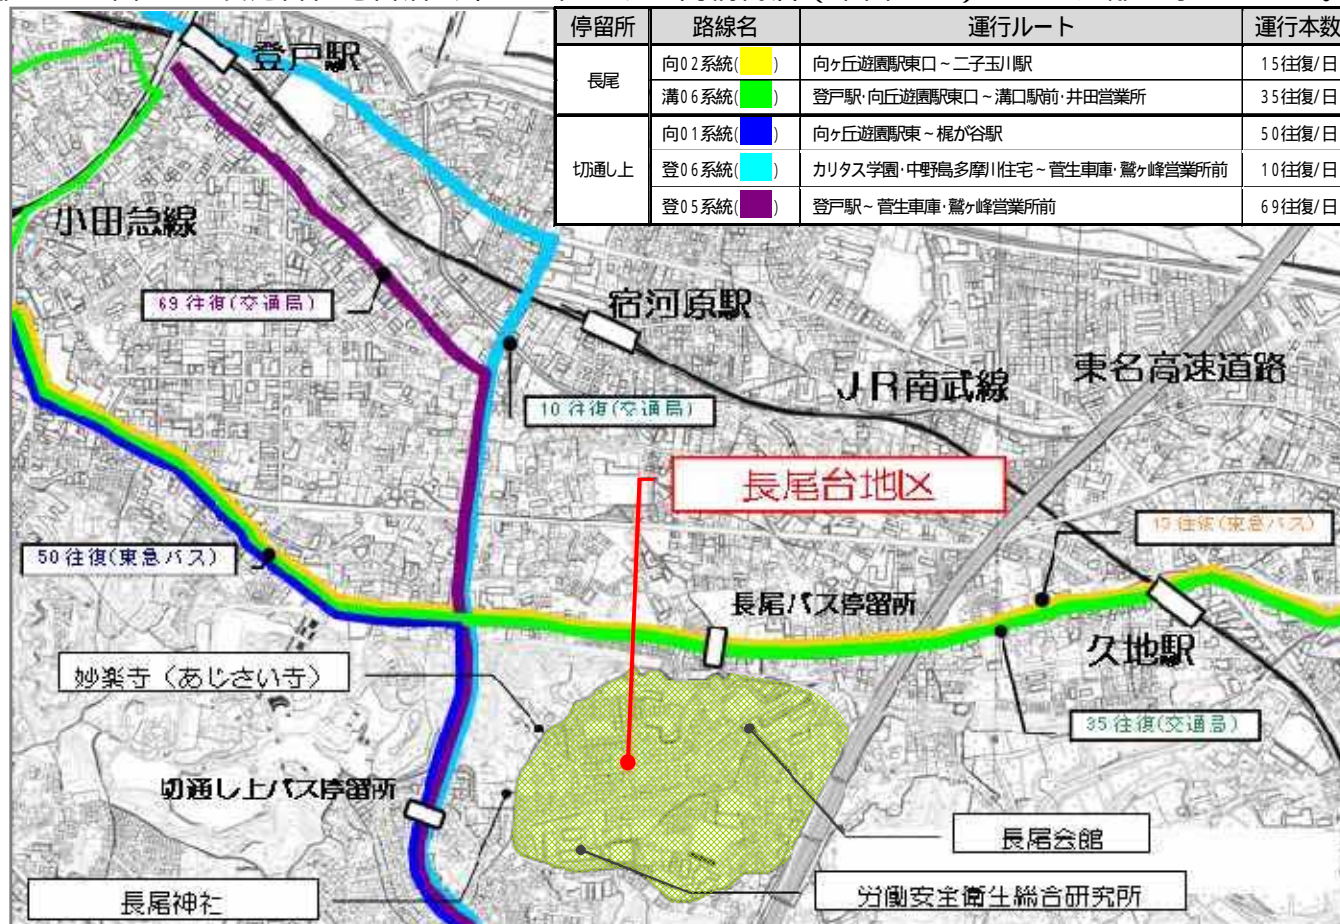 停留所 路線名 運行ルート 運行本数
長尾
向02系統( ) 向ヶ丘遊園駅東口～二子玉川駅 15往復/日
溝06系統( ) 登戸駅･向丘遊園駅東口～溝口駅前･井田営業所 35往復/日
切通し上
向01系統( ) 向ヶ丘遊園駅東～梶が谷駅 50往復/日
登06系統( ) カリタス学園･中野島多摩川住宅～菅生車庫･鷲ヶ峰営業所前 10往復/日
登05系統( ) 登戸駅～菅生車庫･鷲ヶ峰営業所前 69往復/日
登戸駅
小田急線
69往復(交通局)
宿河原駅
JR南武線
東名高速道路
10往復(交通局)
長尾台地区
15往復(東急バス)
50往復(東急バス)
長尾バス停留所
久地駅
妙楽寺（あじさい寺）
35往復(交通局)
切通し上バス停留所
長尾会館
長尾神社
労働安全衛生総合研究所